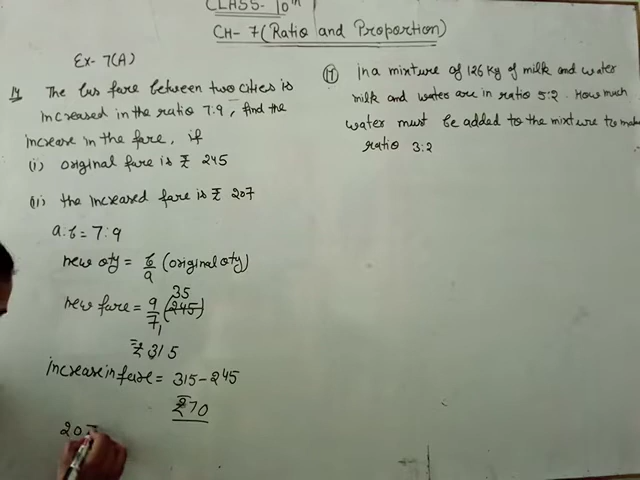 CLASS- 10th
CH- 7 (Ratio and Proportion)
Ex- 7(A)
14 The bus fare between two cities is
increased in the ratio 7:9, find the
increase in the fare, if
(i) original fare is ₹ 245
(ii) the increased fare is ₹ 207
a:b = 7:9
new qty = b/a (original qty)
35
new fare = 9/7 (245)
1
₹ 315
increase in fare = 315 - 245
₹ 70
207
17 In a mixture of 126 Kg of milk and water
milk and water are in ratio 5:2. How much
water must be added to the mixture to make
ratio 3:2